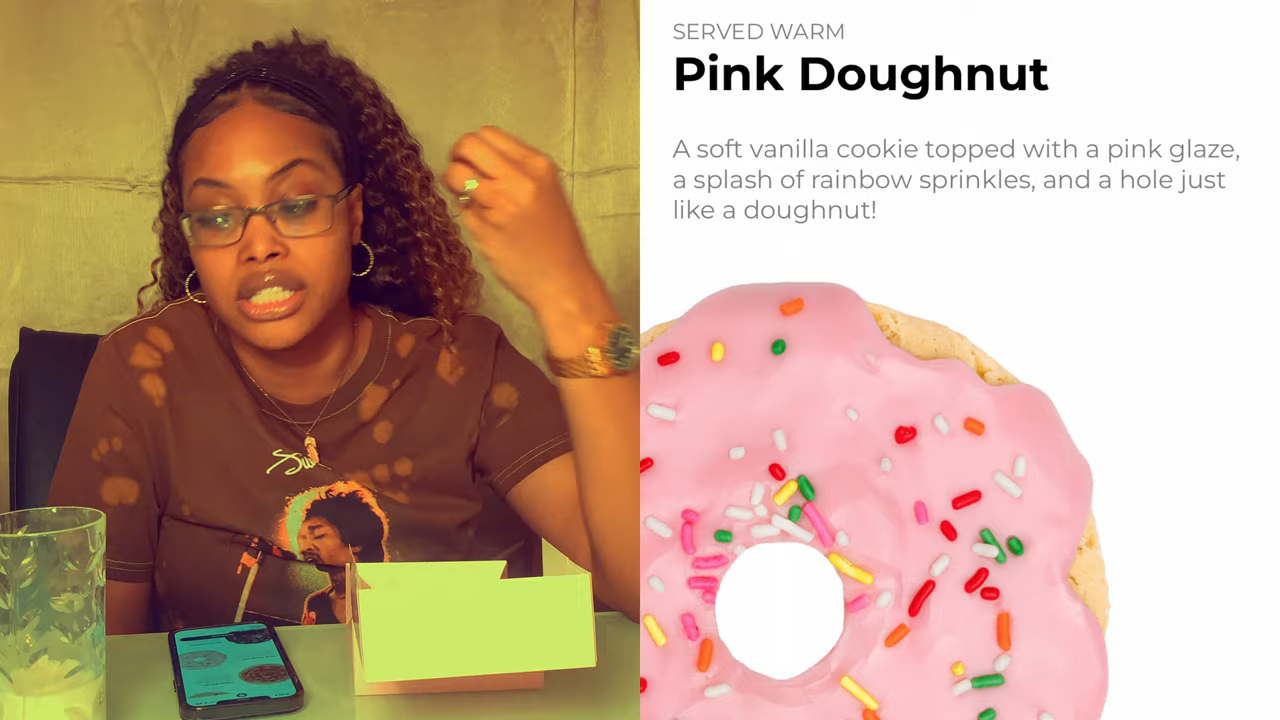 SERVED WARM
Pink Doughnut
A soft vanilla cookie topped with a pink glaze,
a splash of rainbow sprinkles, and a hole just
like a doughnut!